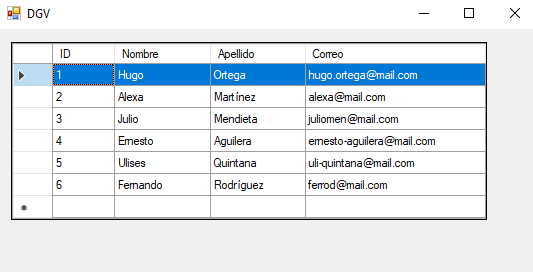 DGV
ID Nombre Apellido Correo
1 Hugo Ortega hugo.ortega@mail.com
2 Alexa Martínez alexa@mail.com
3 Julio Mendieta juliomen@mail.com
4 Ernesto Aguilera ernesto-aguilera@mail.com
5 Ulises Quintana uli-quintana@mail.com
6 Fernando Rodríguez ferrod@mail.com